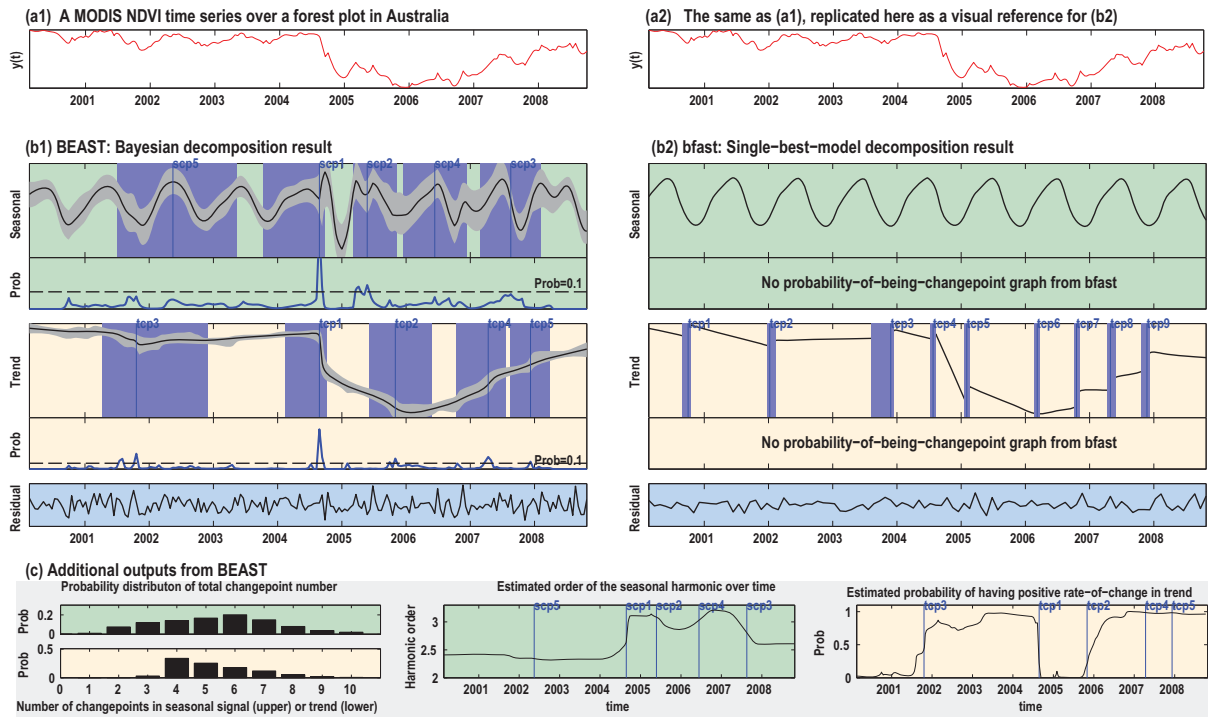 (a1) A MODIS NDVI time series over a forest plot in Australia
y(t)
2001 2002 2003 2004 2005 2006 2007 2008
(a2) The same as (a1), replicated here as a visual reference for (b2)
y(t)
2001 2002 2003 2004 2005 2006 2007 2008
(b1) BEAST: Bayesian decomposition result
scp5 scp1 scp2 scp4 scp3
Seasonal
Prob
Prob=0.1
tcp3 tcp1 tcp2 tcp4 tcp5
Trend
Prob
Prob=0.1
Residual
2001 2002 2003 2004 2005 2006 2007 2008
(b2) bfast: Single−best−model decomposition result
Seasonal
No probability−of−being−changepoint graph from bfast
tcp1 tcp2 tcp3 tcp4 tcp5 tcp6 tcp7 tcp8 tcp9
Trend
No probability−of−being−changepoint graph from bfast
Residual
2001 2002 2003 2004 2005 2006 2007 2008
(c) Additional outputs from BEAST
Probability distributon of total changepoint number
Prob
0.2
0
Prob
0.5
0
0 1 2 3 4 5 6 7 8 9 10
Number of changepoints in seasonal signal (upper) or trend (lower)
Estimated order of the seasonal harmonic over time
scp5 scp1 scp2 scp4 scp3
Harmonic order
3
2.5
2.0
2001 2002 2003 2004 2005 2006 2007 2008
time
Estimated probability of having positive rate−of−change in trend
tcp3 tcp1 tcp2 tcp4 tcp5
Prob
1
0.5
0
2001 2002 2003 2004 2005 2006 2007 2008
time